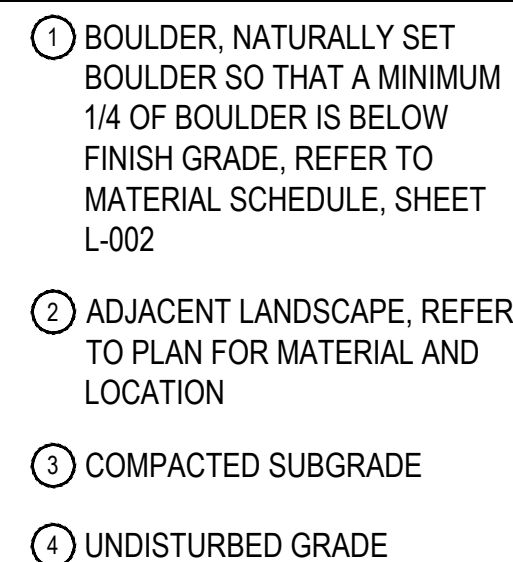 1 BOULDER, NATURALLY SET
BOULDER SO THAT A MINIMUM
1/4 OF BOULDER IS BELOW
FINISH GRADE, REFER TO
MATERIAL SCHEDULE, SHEET
L-002
2 ADJACENT LANDSCAPE, REFER
TO PLAN FOR MATERIAL AND
LOCATION
3 COMPACTED SUBGRADE
4 UNDISTURBED GRADE